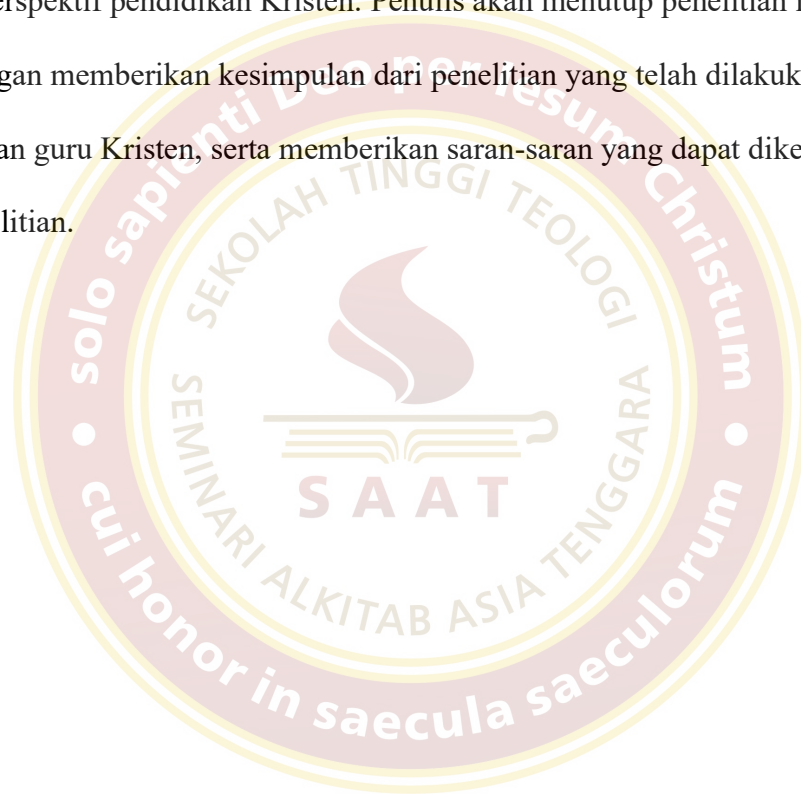 erspektif pendidikan Kristen. Penulis akan menutup penelitian
gan memberikan kesimpulan dari penelitian yang telah dilakuk
an guru Kristen, serta memberikan saran-saran yang dapat dike
litian.
solo sapienti Deo per Iesum Christum
SEKOLAH TINGGI TEOLOGI
SEMINARI ALKITAB ASIA TENGGARA
SAAT
cui honor in saecula saeculorum